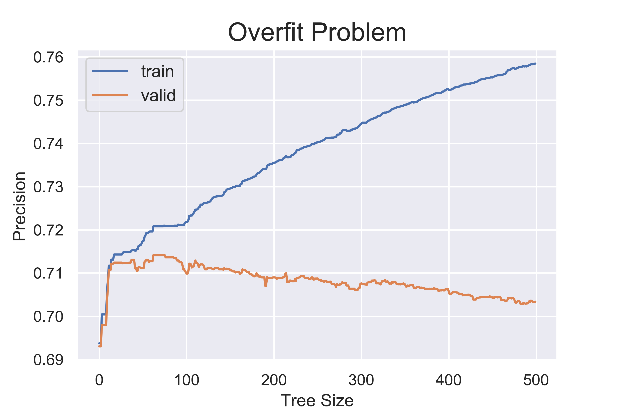 Overfit Problem
train
valid
Precision
0.76
0.75
0.74
0.73
0.72
0.71
0.70
0.69
0 100 200 300 400 500
Tree Size